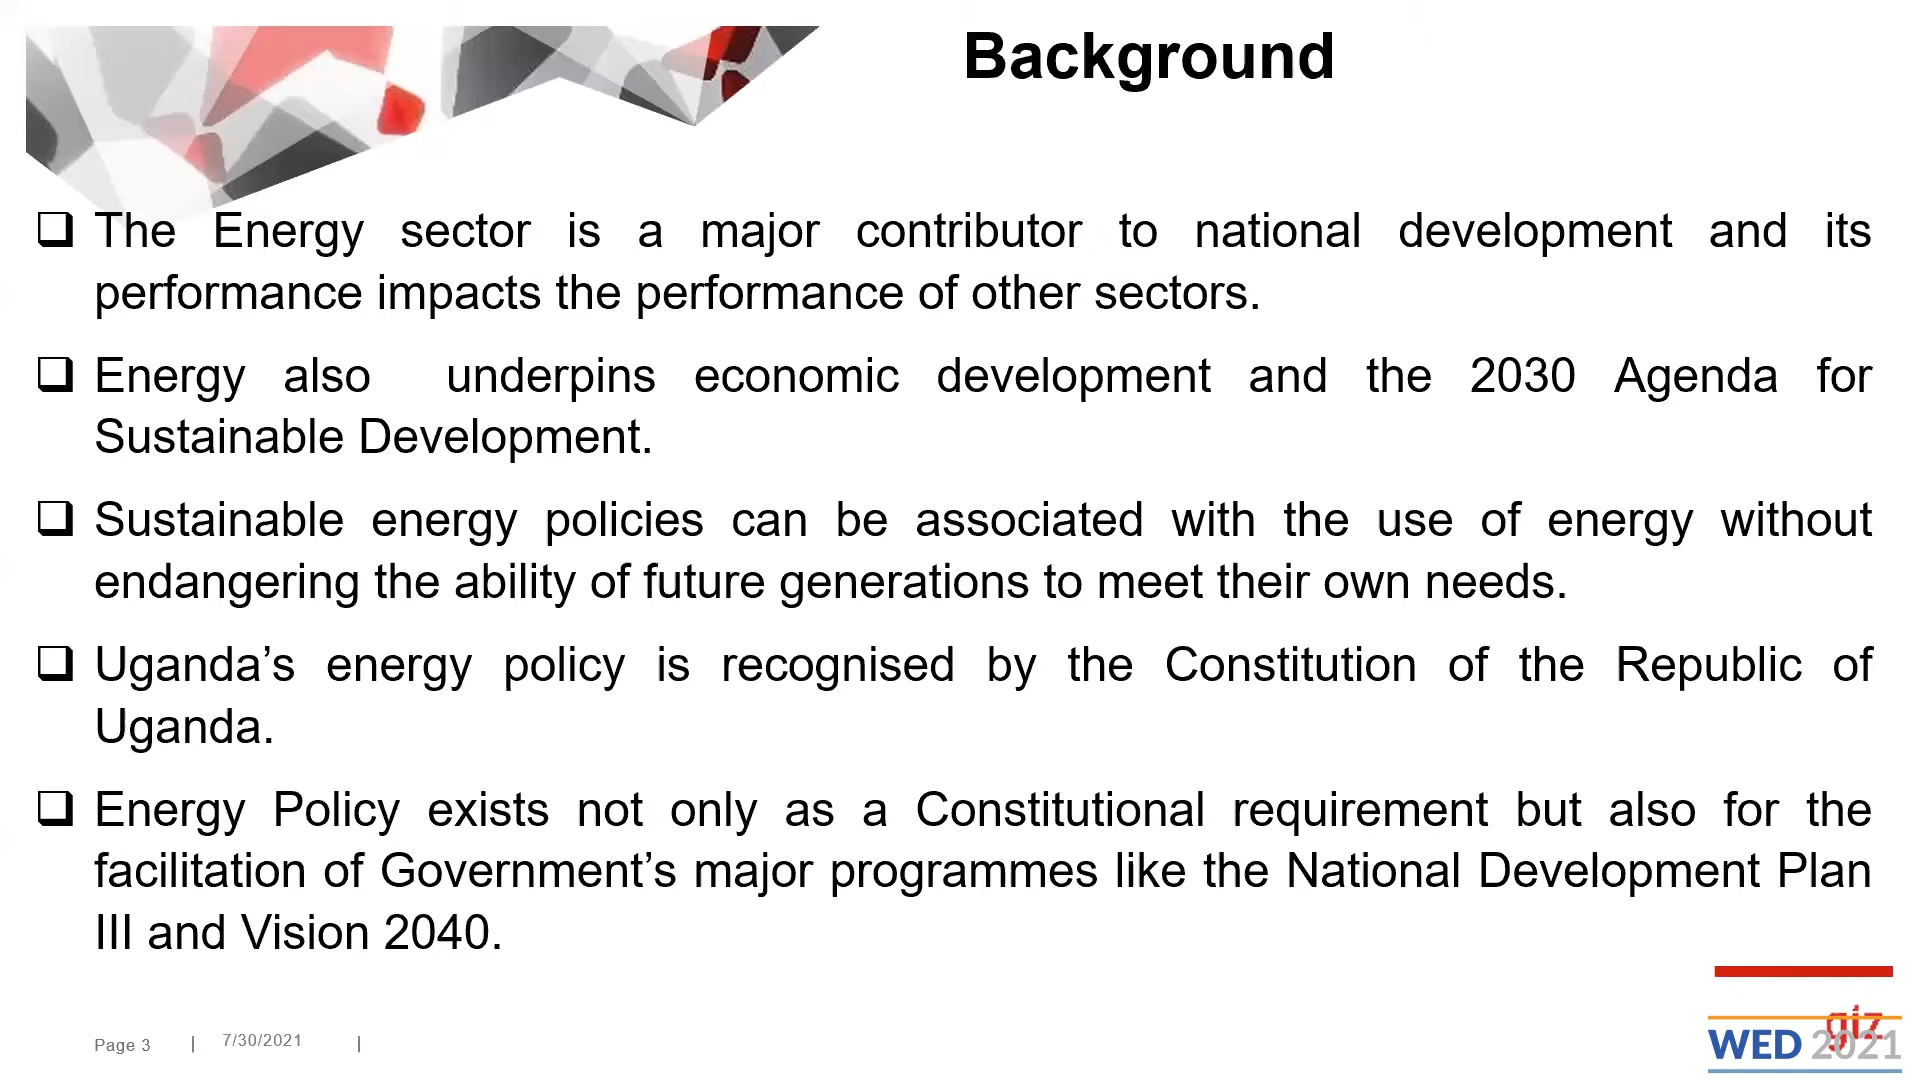 Background
The Energy sector is a major contributor to national development and its
performance impacts the performance of other sectors.
Energy also underpins economic development and the 2030 Agenda for
Sustainable Development.
Sustainable energy policies can be associated with the use of energy without
endangering the ability of future generations to meet their own needs.
Uganda’s energy policy is recognised by the Constitution of the Republic of
Uganda.
Energy Policy exists not only as a Constitutional requirement but also for the
facilitation of Government’s major programmes like the National Development Plan
III and Vision 2040.
giz
WED 2021
Page 3 | 7/30/2021 |